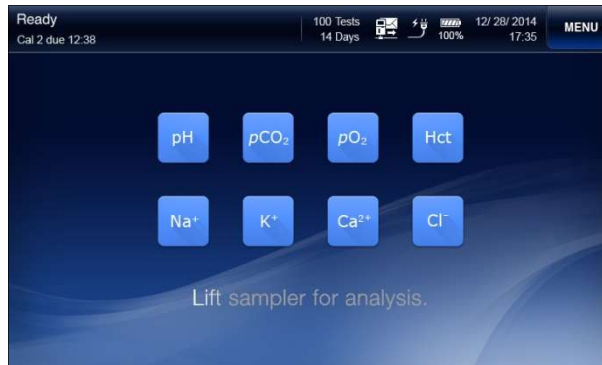 Ready
Cal 2 due 12:38
100 Tests
14 Days
100%
12/ 28/ 2014
17:35
MENU
pH pCO₂ pO₂ Hct
Na⁺ K⁺ Ca²⁺ Cl⁻
Lift sampler for analysis.